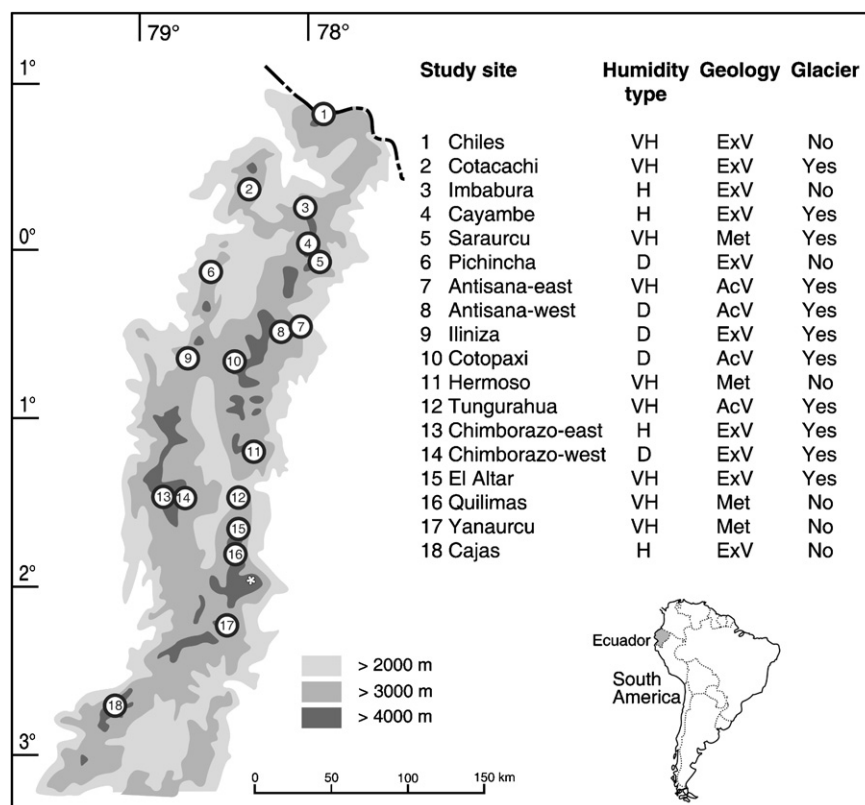 79° 78°
1°
0°
1°
2°
3°
Study site Humidity type Geology Glacier
1 Chiles VH ExV No
2 Cotacachi VH ExV Yes
3 Imbabura H ExV No
4 Cayambe H ExV Yes
5 Saraurcu VH Met Yes
6 Pichincha D ExV No
7 Antisana-east VH AcV Yes
8 Antisana-west D AcV Yes
9 Iliniza D ExV Yes
10 Cotopaxi D AcV Yes
11 Hermoso VH Met No
12 Tungurahua VH AcV Yes
13 Chimborazo-east H ExV Yes
14 Chimborazo-west D ExV Yes
15 El Altar VH ExV Yes
16 Quilimas VH Met No
17 Yanaurcu VH Met No
18 Cajas H ExV No
1
2
3
4
5
6
8 7
9 10
11
13 14 12
15
16
*
17
18
> 2000 m
> 3000 m
> 4000 m
0 50 100 150 km
Ecuador
South
America